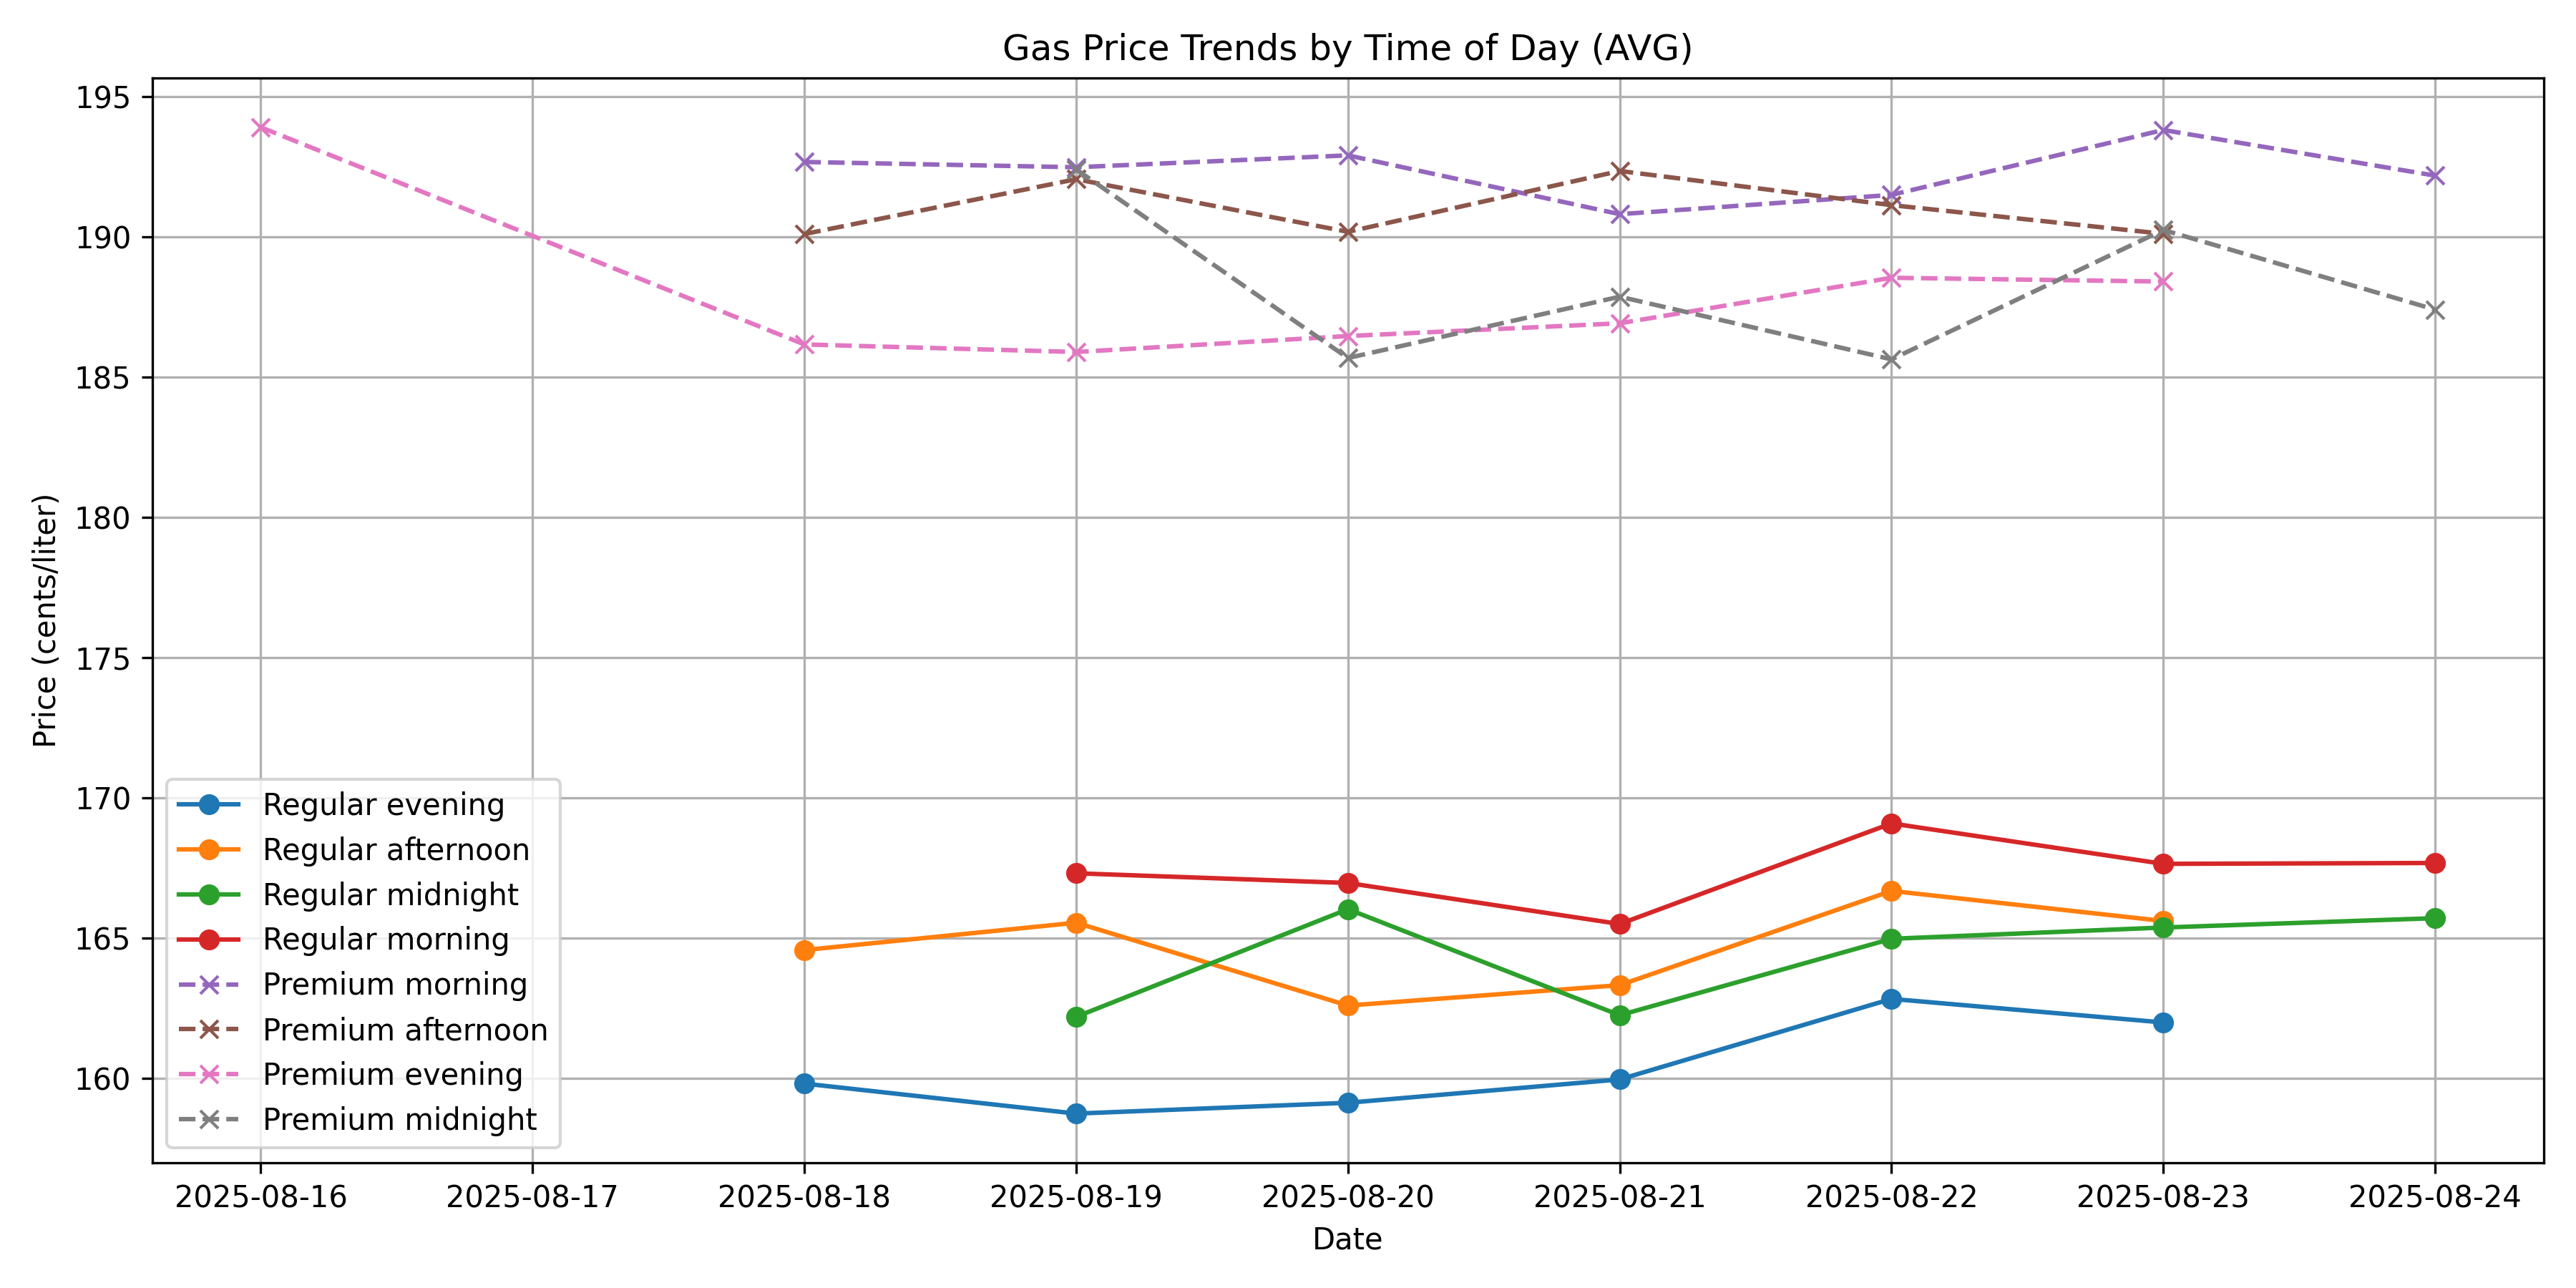 Gas Price Trends by Time of Day (AVG)
195
190
185
180
175
170
165
160
Price (cents/liter)
Regular evening
Regular afternoon
Regular midnight
Regular morning
Premium morning
Premium afternoon
Premium evening
Premium midnight
2025-08-16 2025-08-17 2025-08-18 2025-08-19 2025-08-20 2025-08-21 2025-08-22 2025-08-23 2025-08-24
Date